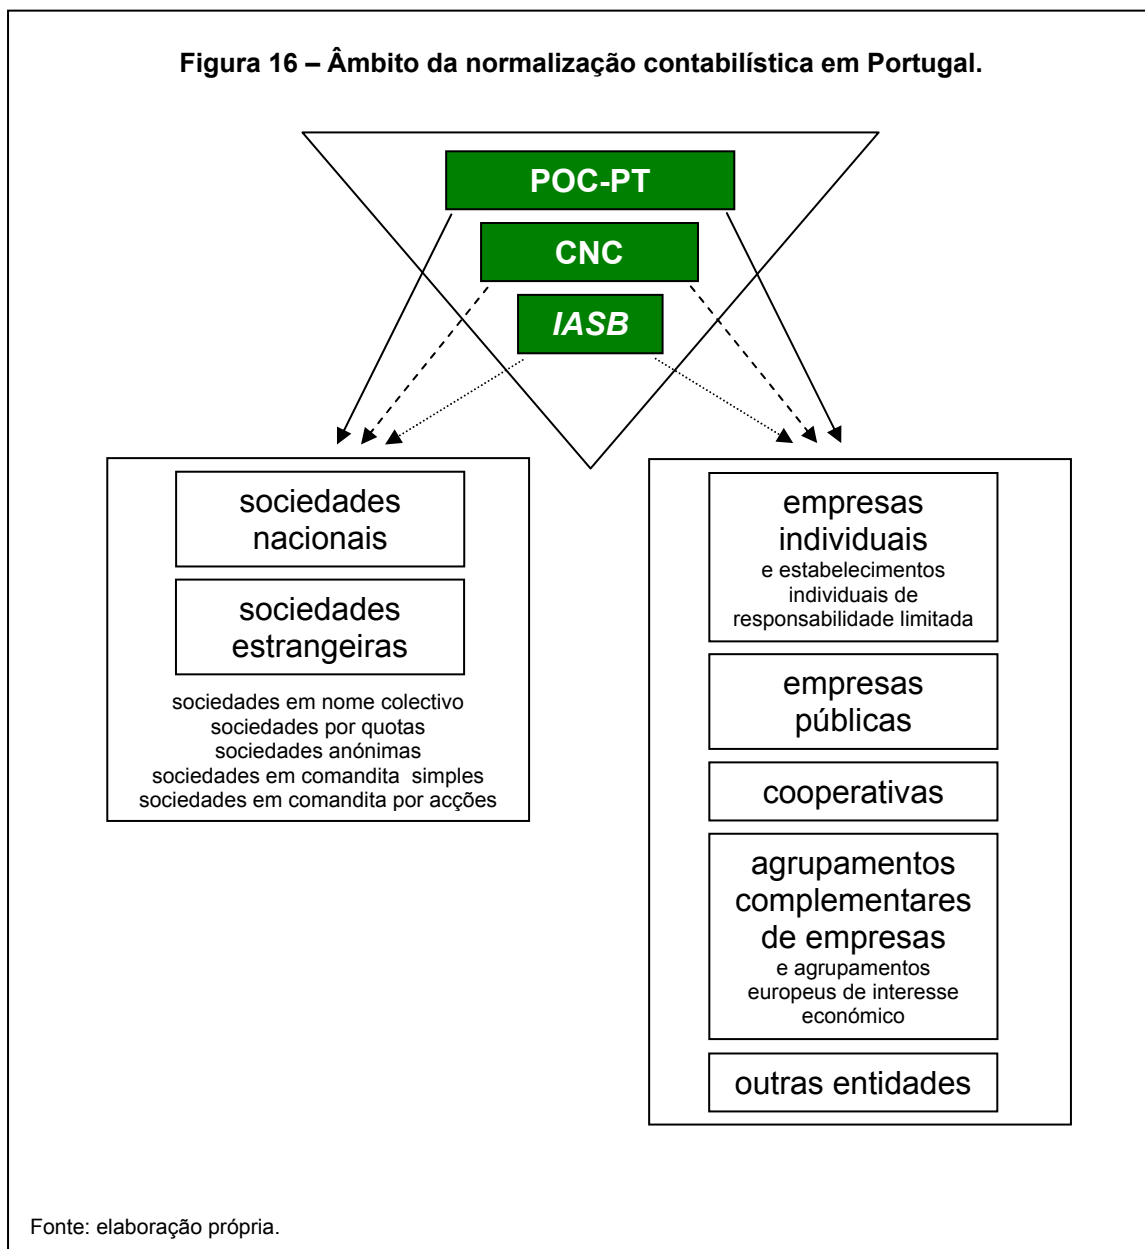 Figura 16 – Âmbito da normalização contabilística em Portugal.
POC-PT
CNC
IASB
sociedades
nacionais
sociedades
estrangeiras
sociedades em nome colectivo
sociedades por quotas
sociedades anónimas
sociedades em comandita  simples
sociedades em comandita por acções
empresas
individuais
e estabelecimentos
individuais de
responsabilidade limitada
empresas
públicas
cooperativas
agrupamentos
complementares
de empresas
e agrupamentos
europeus de interesse
económico
outras entidades
Fonte: elaboração própria.